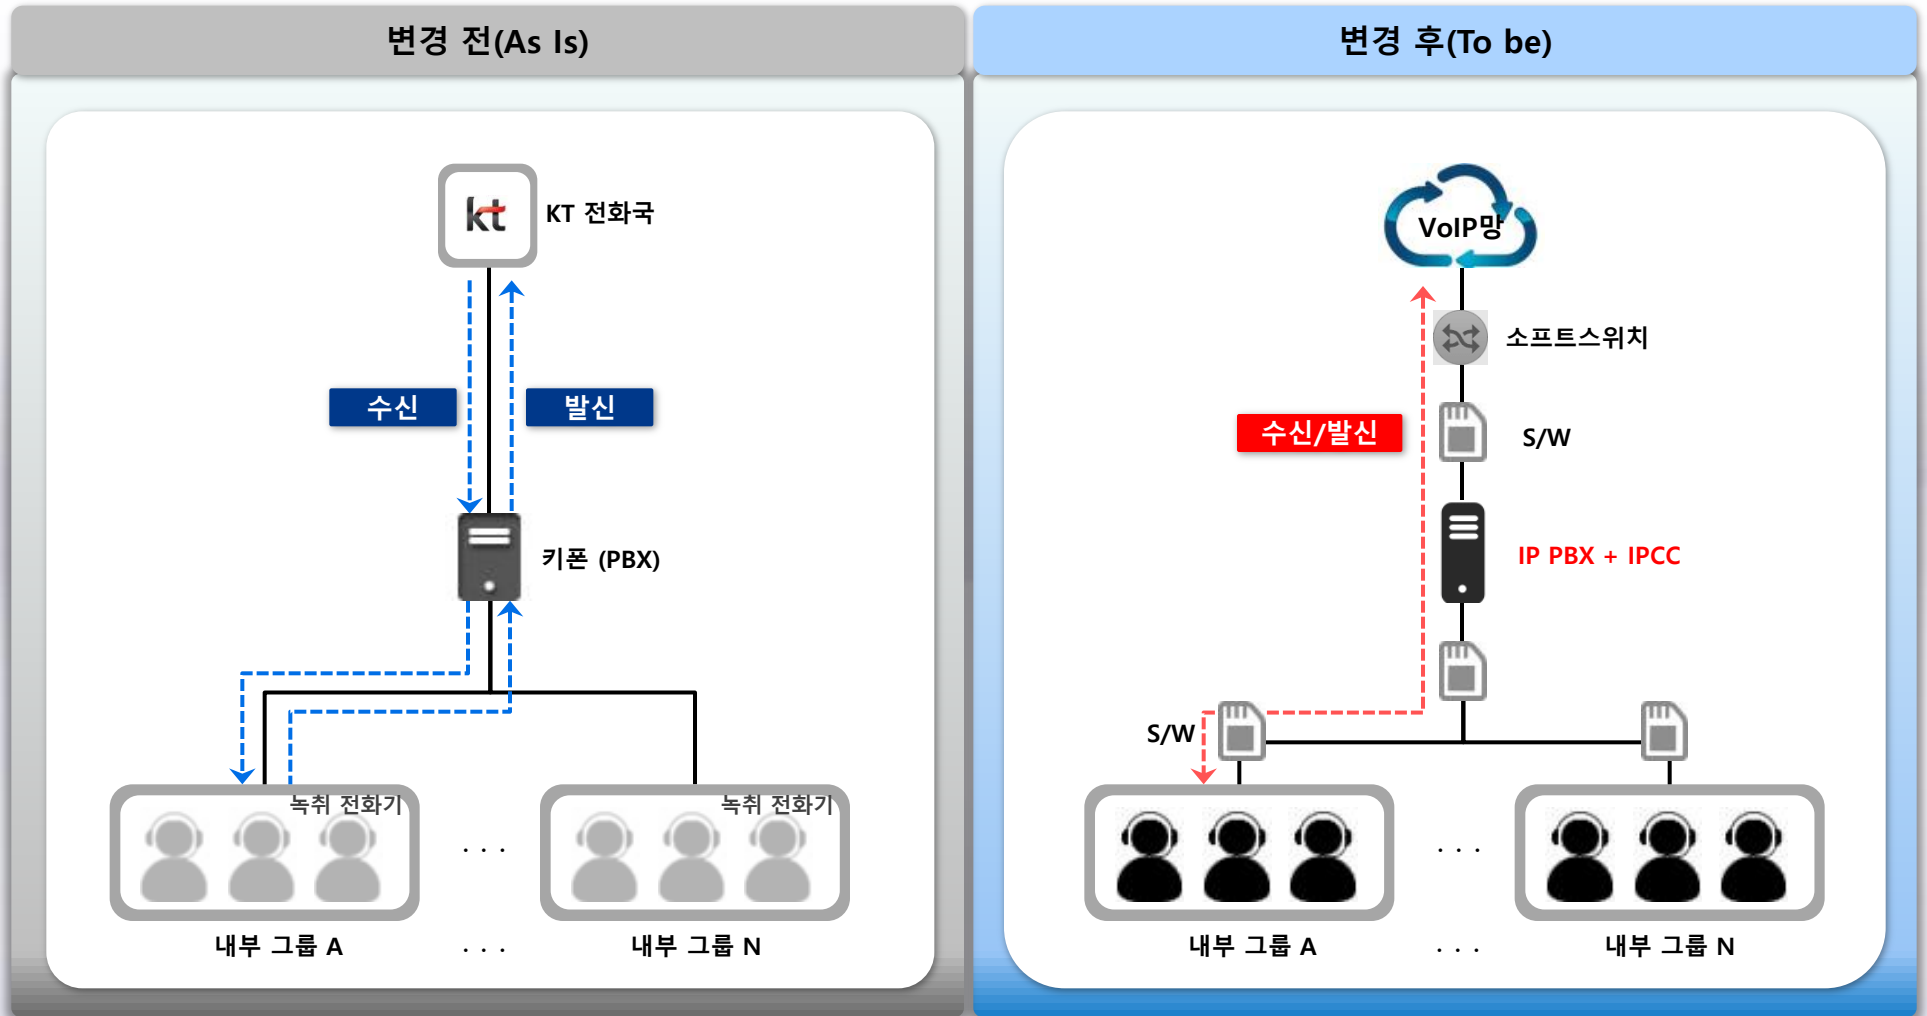 변경 전(As Is)
kt
KT 전화국
수신
발신
키폰 (PBX)
녹취 전화기
녹취 전화기
· · ·
내부 그룹 A
· · ·
내부 그룹 N
변경 후(To be)
VoIP망
소프트스위치
수신/발신
S/W
IP PBX + IPCC
S/W
· · ·
내부 그룹 A
· · ·
내부 그룹 N